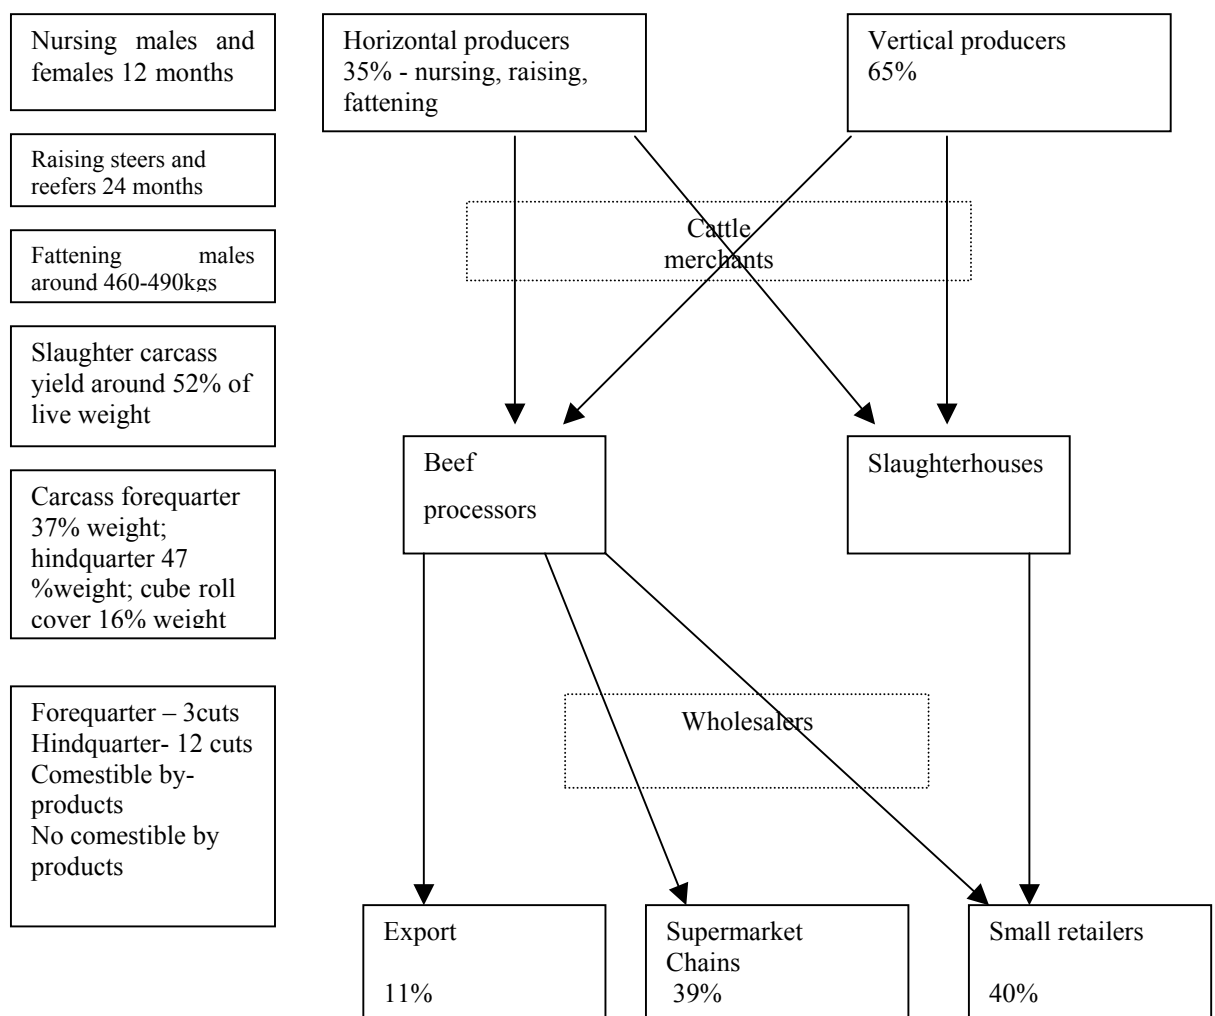 Nursing males and
females 12 months
Raising steers and
reefers 24 months
Fattening males
around 460-490kgs
Slaughter carcass
yield around 52% of
live weight
Carcass forequarter
37% weight;
hindquarter 47
%weight; cube roll
cover 16% weight
Forequarter – 3cuts
Hindquarter- 12 cuts
Comestible by-
products
No comestible by
products
Horizontal producers
35% - nursing, raising,
fattening
Vertical producers
65%
Cattle
merchants
Beef
processors
Slaughterhouses
Wholesalers
Export
11%
Supermarket
Chains
39%
Small retailers
40%